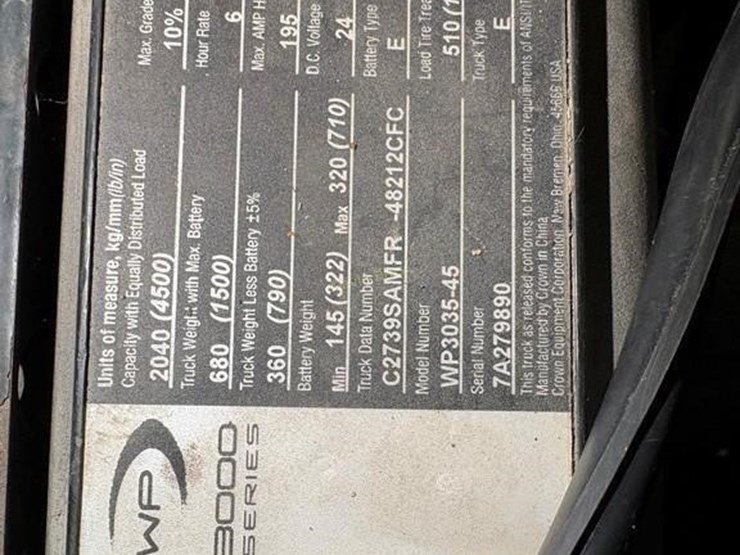 WP
3000
SERIES
Units of measure, kg/mm(lb/in)
Capacity with Equally Distributed Load
Max. Grade
2040 (4500)
10%
Truck Weight with Max. Battery
Hour Rate
680 (1500)
6
Truck Weight Less Battery ±5%
Max. AMP H
360 (790)
195
Battery Weight
D.C. Voltage
Min 145 (322) Max 320 (710)
24
Truck Data Number
Battery Type
C2739SAMFR -48212CFC
E
Model Number
Load Tire Trea
WP3035-45
510 (
Serial Number
Truck Type
7A279890
E
This truck as released conforms to the mandatory requirements of ANSI/IT
Manufactured by Crown in China
Crown Equipment Corporation, New Bremen, Ohio, 45666 USA